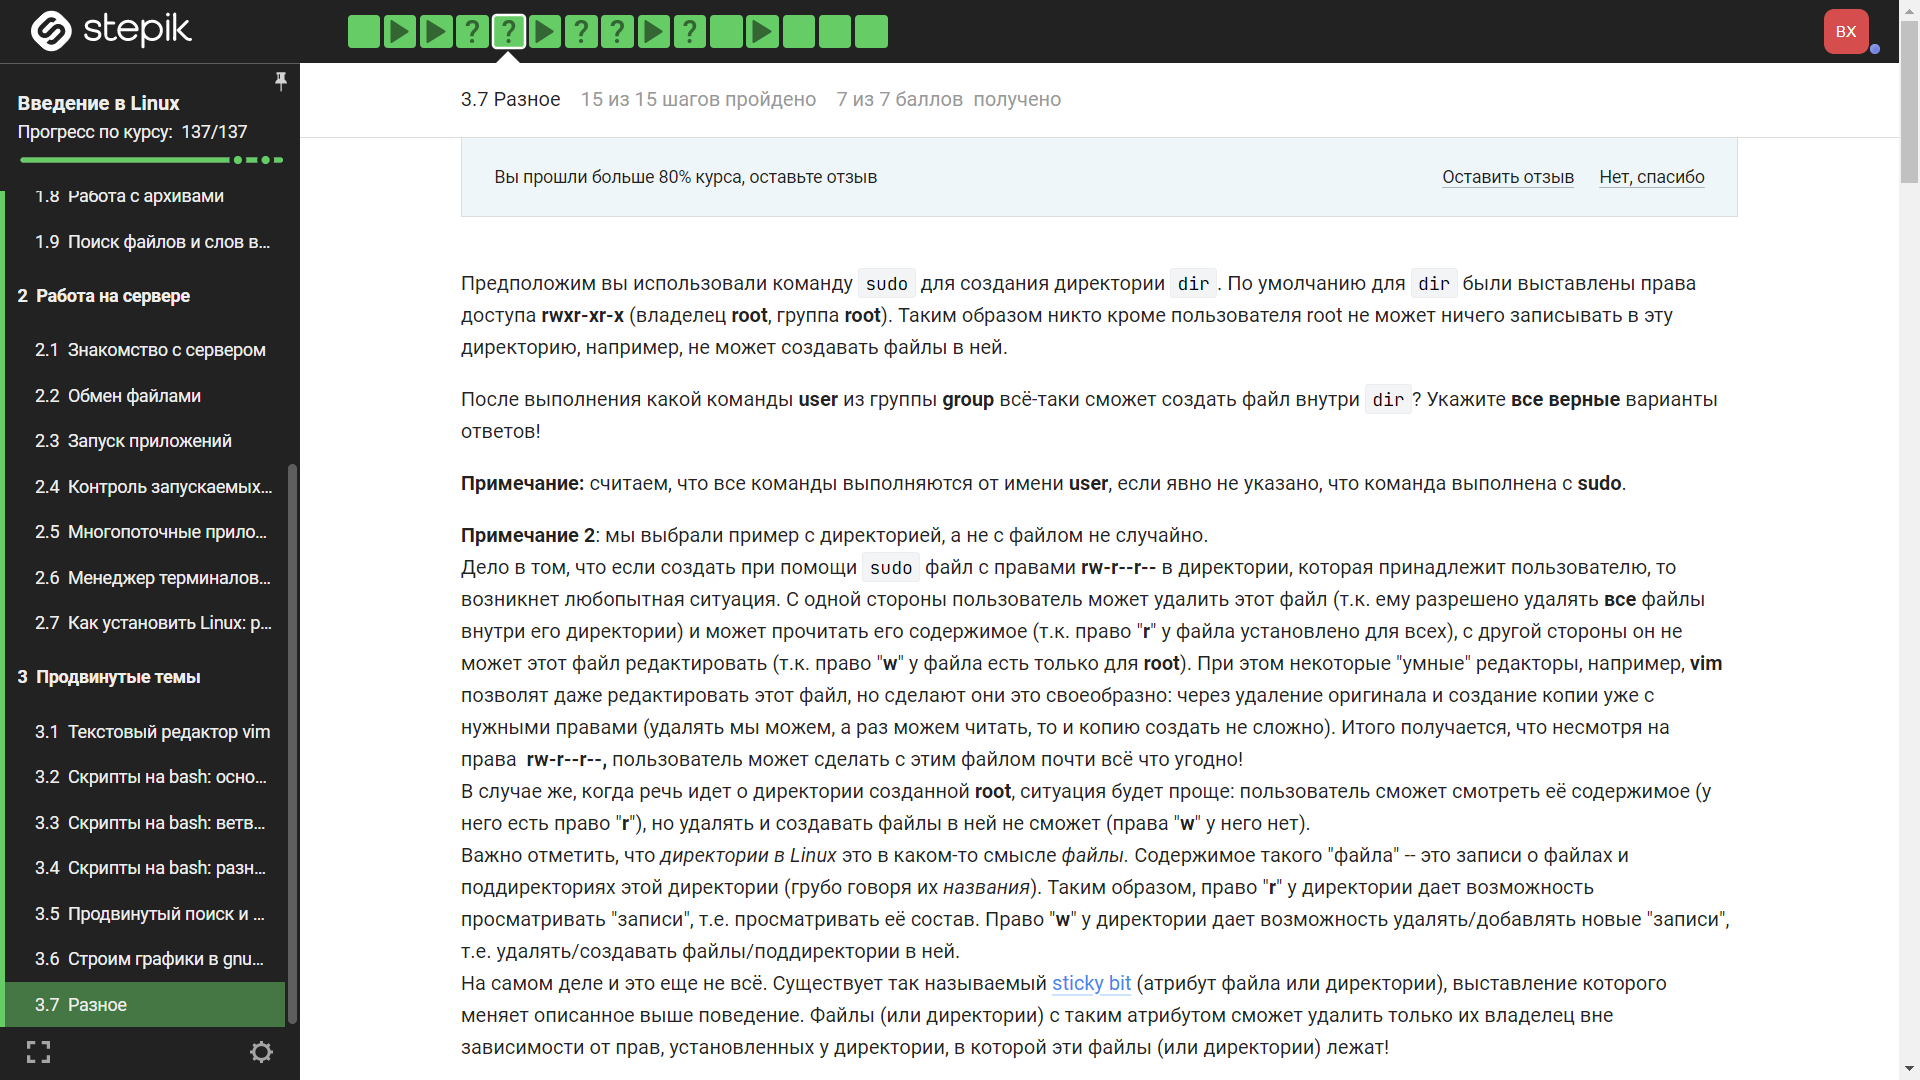 stepik
BX
Введение в Linux
Прогресс по курсу: 137/137
1.8 Работа с архивами
1.9 Поиск файлов и слов в...
2 Работа на сервере
2.1 Знакомство с сервером
2.2 Обмен файлами
2.3 Запуск приложений
2.4 Контроль запускаемых...
2.5 Многопоточные прило...
2.6 Менеджер терминалов...
2.7 Как установить Linux: р...
3 Продвинутые темы
3.1 Текстовый редактор vim
3.2 Скрипты на bash: осно...
3.3 Скрипты на bash: ветв...
3.4 Скрипты на bash: разн...
3.5 Продвинутый поиск и ...
3.6 Строим графики в gnu...
3.7 Разное
3.7 Разное 15 из 15 шагов пройдено 7 из 7 баллов получено
Вы прошли больше 80% курса, оставьте отзыв Оставить отзыв Нет, спасибо
Предположим вы использовали команду sudo для создания директории dir. По умолчанию для dir были выставлены права
доступа rwxr-xr-x (владелец root, группа root). Таким образом никто кроме пользователя root не может ничего записывать в эту
директорию, например, не может создавать файлы в ней.
После выполнения какой команды user из группы group всё-таки сможет создать файл внутри dir? Укажите все верные варианты
ответов!
Примечание: считаем, что все команды выполняются от имени user, если явно не указано, что команда выполнена с sudo.
Примечание 2: мы выбрали пример с директорией, а не с файлом не случайно.
Дело в том, что если создать при помощи sudo файл с правами rw-r--r-- в директории, которая принадлежит пользователю, то
возникнет любопытная ситуация. С одной стороны пользователь может удалить этот файл (т.к. ему разрешено удалять все файлы
внутри его директории) и может прочитать его содержимое (т.к. право "r" у файла установлено для всех), с другой стороны он не
может этот файл редактировать (т.к. право "w" у файла есть только для root). При этом некоторые "умные" редакторы, например, vim
позволят даже редактировать этот файл, но сделают они это своеобразно: через удаление оригинала и создание копии уже с
нужными правами (удалять мы можем, а раз можем читать, то и копию создать не сложно). Итого получается, что несмотря на
права rw-r--r--, пользователь может сделать с этим файлом почти всё что угодно!
В случае же, когда речь идет о директории созданной root, ситуация будет проще: пользователь сможет смотреть её содержимое (у
него есть право "r"), но удалять и создавать файлы в ней не сможет (права "w" у него нет).
Важно отметить, что директории в Linux это в каком-то смысле файлы. Содержимое такого "файла" -- это записи о файлах и
поддиректориях этой директории (грубо говоря их названия). Таким образом, право "r" у директории дает возможность
просматривать "записи", т.е. просматривать её состав. Право "w" у директории дает возможность удалять/добавлять новые "записи",
т.е. удалять/создавать файлы/поддиректории в ней.
На самом деле и это еще не всё. Существует так называемый sticky bit (атрибут файла или директории), выставление которого
меняет описанное выше поведение. Файлы (или директории) с таким атрибутом сможет удалить только их владелец вне
зависимости от прав, установленных у директории, в которой эти файлы (или директории) лежат!